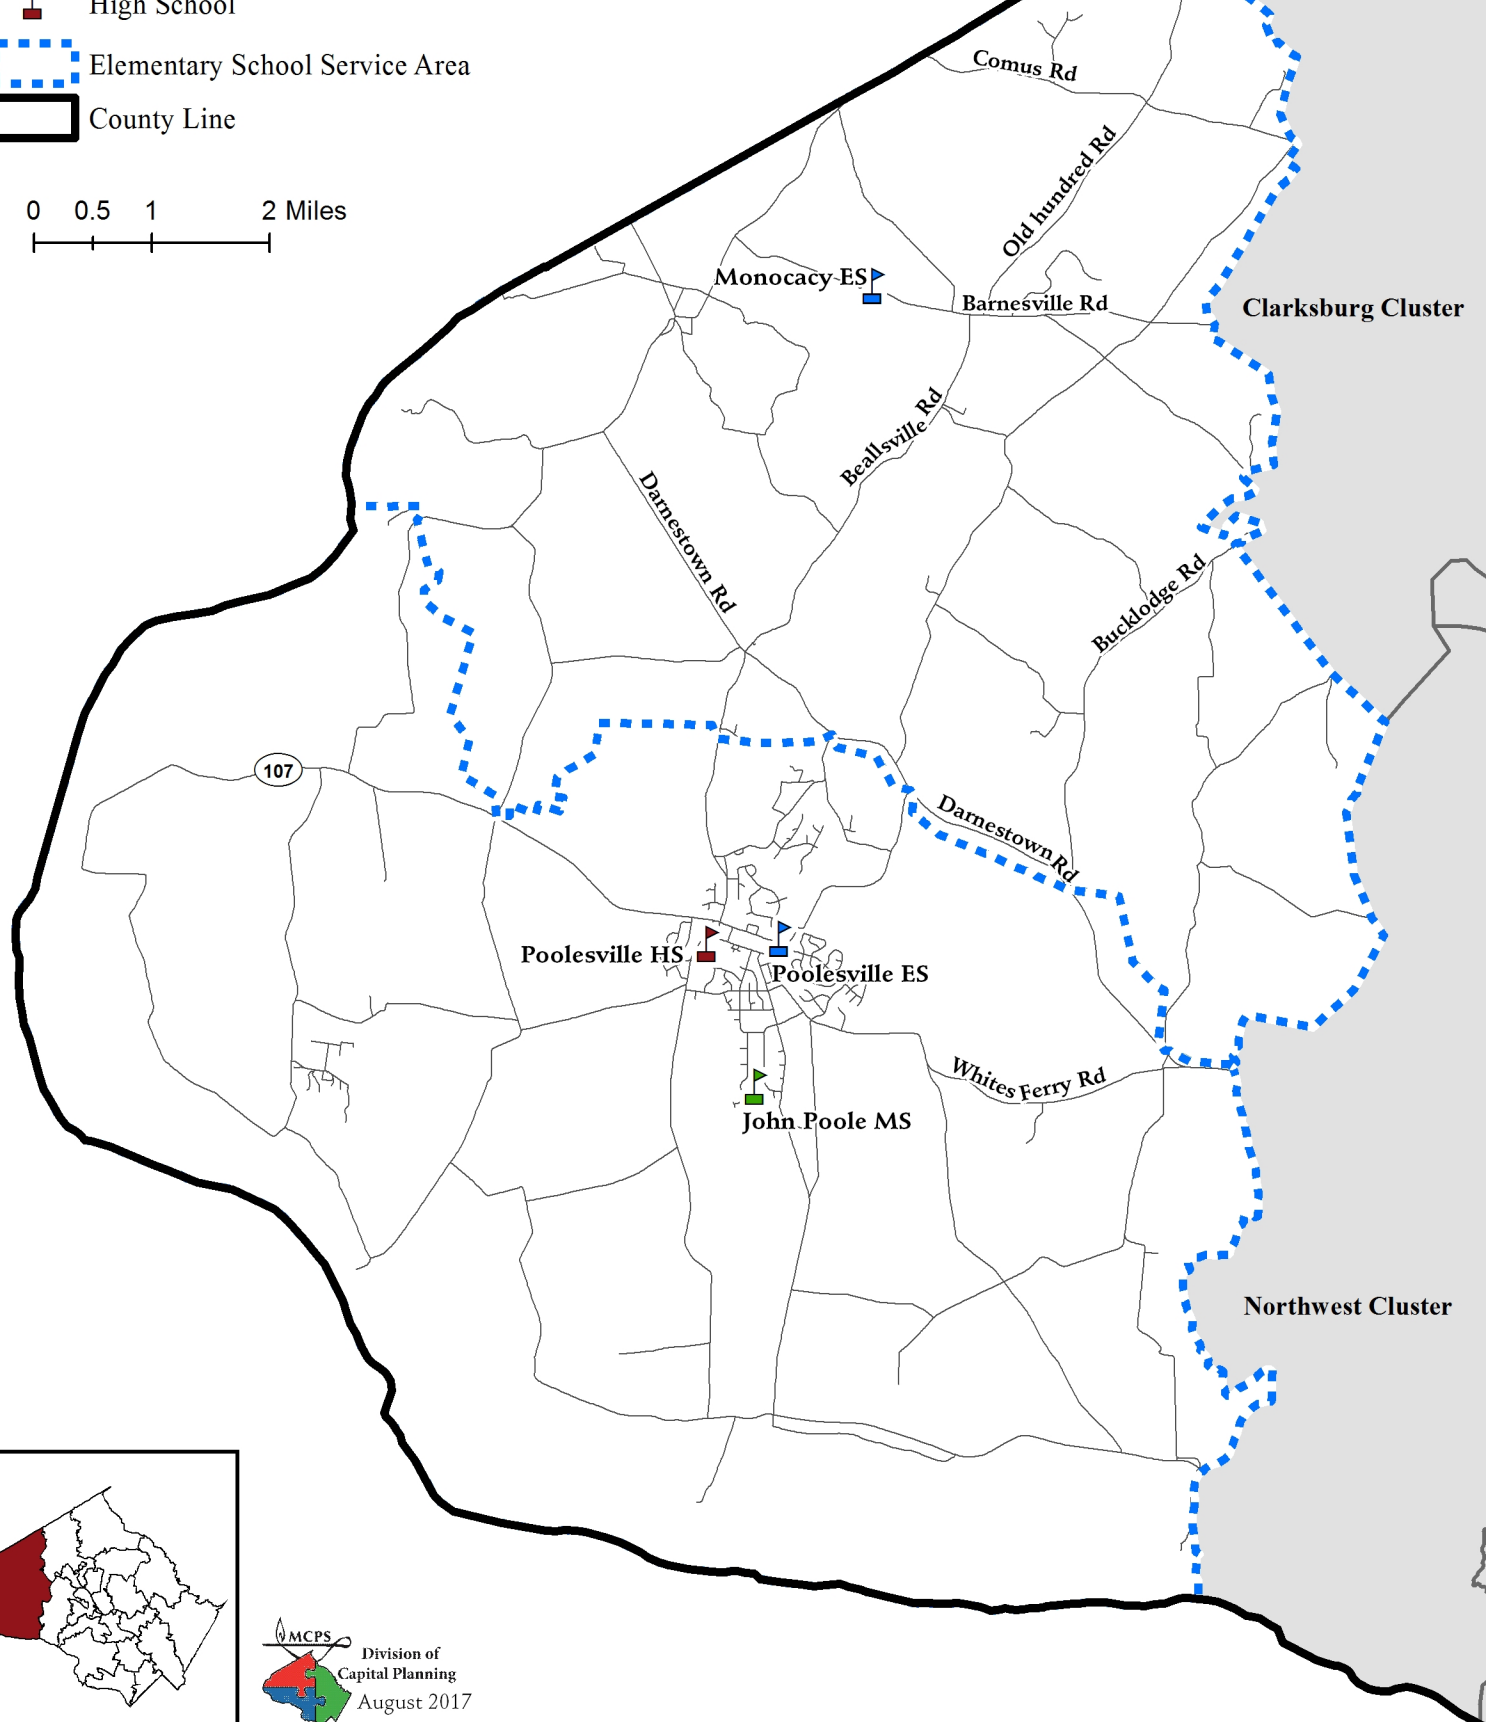 High School
Elementary School Service Area
County Line
0 0.5 1 2 Miles
Comus Rd
Old hundred Rd
Monocacy ES
Barnesville Rd
Clarksburg Cluster
Beallsville Rd
Darnestown Rd
Bucklodge Rd
107
Darnestown Rd
Poolesville HS
Poolesville ES
Whites Ferry Rd
John Poole MS
Northwest Cluster
MCPS
Division of
Capital Planning
August 2017